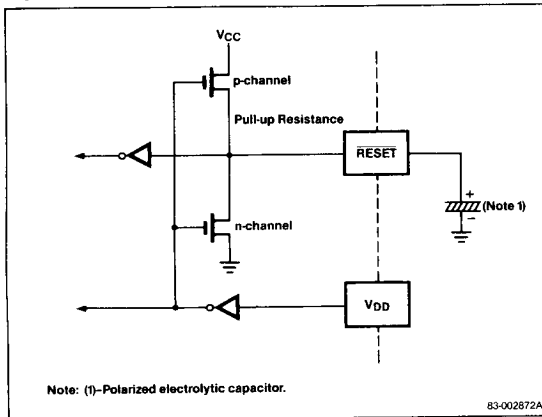 VCC
p-channel
Pull-up Resistance
RESET
+
(Note 1)
−
n-channel
VDD
Note: (1)–Polarized electrolytic capacitor.
83-002872A